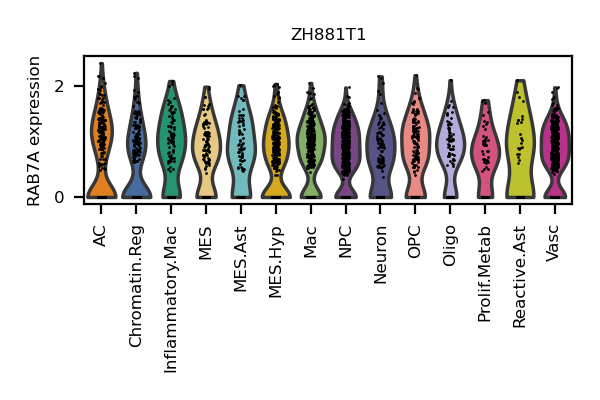 ZH881T1
RAB7A expression
2
0
AC
Chromatin.Reg
Inflammatory.Mac
MES
MES.Ast
MES.Hyp
Mac
NPC
Neuron
OPC
Oligo
Prolif.Metab
Reactive.Ast
Vasc